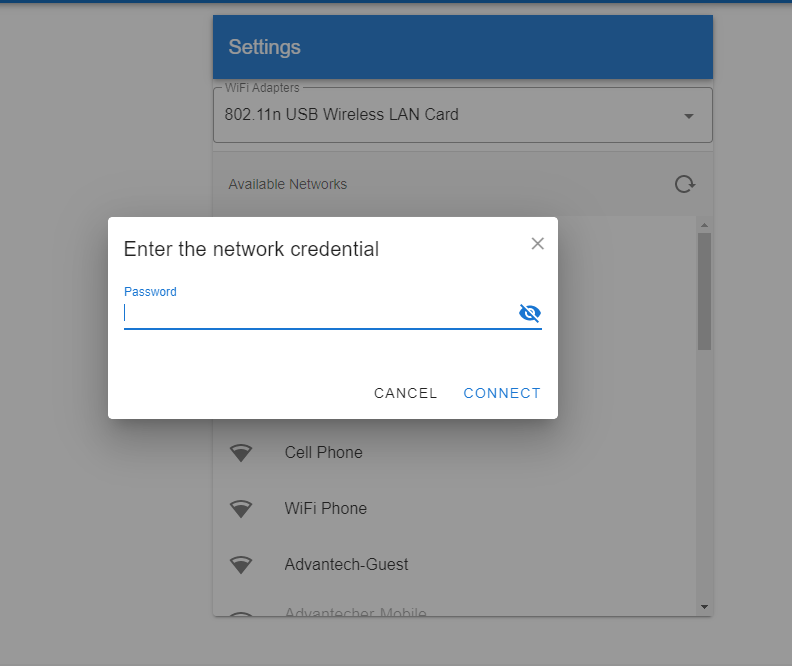 Settings
WiFi Adapters
802.11n USB Wireless LAN Card
Available Networks
Enter the network credential
Password
CANCEL
CONNECT
Cell Phone
WiFi Phone
Advantech-Guest
Advantecher-Mobile